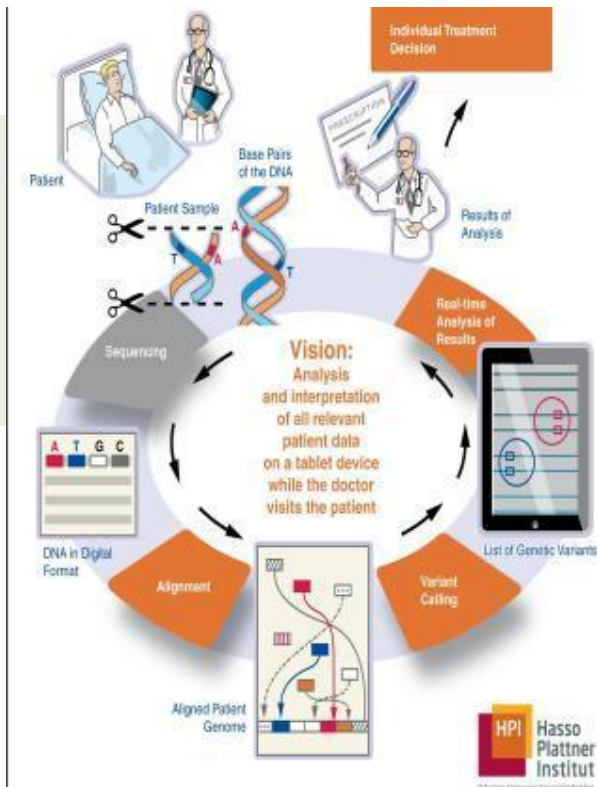 Individual Treatment
Decision
PRESCRIPTION
Patient
Base Pairs
of the DNA
Patient Sample
Results of
Analysis
A
T
A
T
Sequencing
Real-time
Analysis of
Results
Vision:
Analysis
and interpretation
of all relevant
patient data
on a tablet device
while the doctor
visits the patient
A T G C
DNA in Digital
Format
List of Genetic Variants
Alignment
Variant
Calling
Aligned Patient
Genome
HPI
Hasso
Plattner
Institut